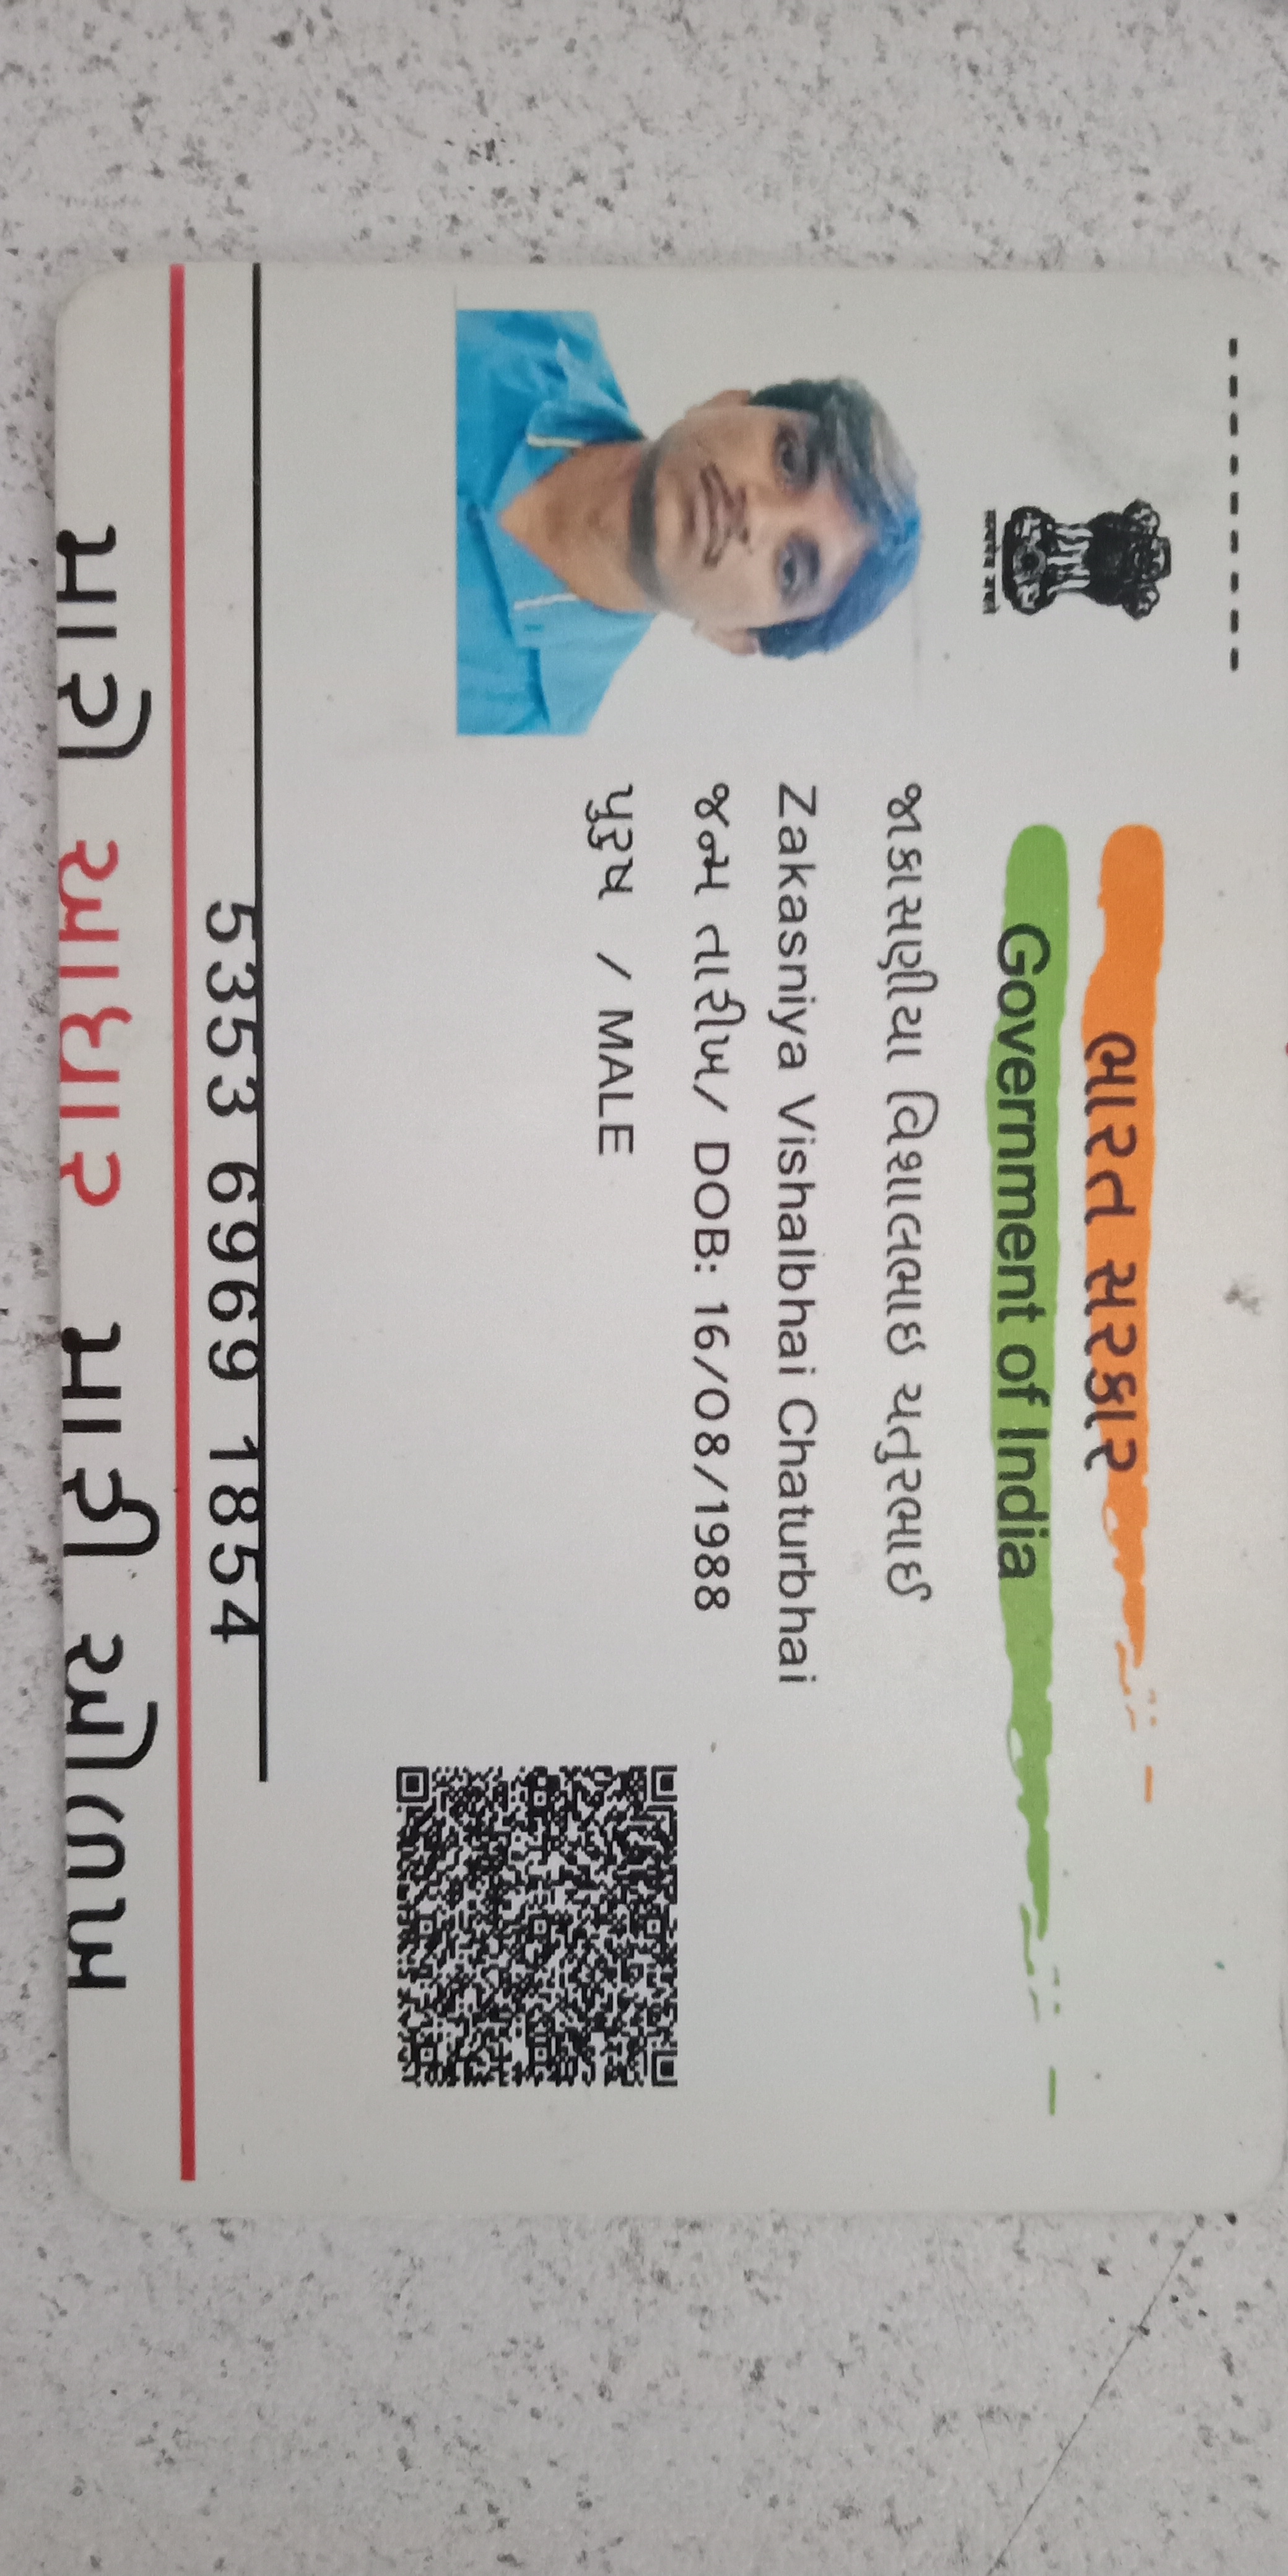 ભારત સરકાર
Government of India
જાકાસણીયા વિશાલભાઇ ચતુરભાઈ
Zakasniya Vishalbhai Chaturbhai
જન્મ તારીખ/ DOB: 16/08/1988
પુરુષ / MALE
5353 6969 1854
મારો આધાર મારી ઓળખ